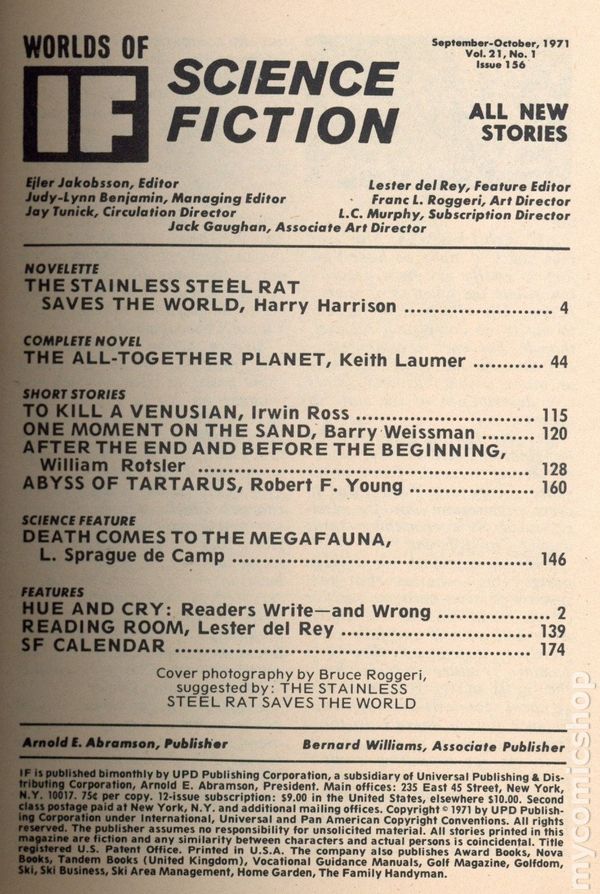 WORLDS OF
IF
SCIENCE
FICTION
September-October, 1971
Vol. 21, No. 1
Issue 156
ALL NEW
STORIES
Ejler Jakobsson, Editor
Lester del Rey, Feature Editor
Judy-Lynn Benjamin, Managing Editor
Franc L. Roggeri, Art Director
Jay Tunick, Circulation Director
L.C. Murphy, Subscription Director
Jack Gaughan, Associate Art Director
NOVELETTE
THE STAINLESS STEEL RAT
SAVES THE WORLD, Harry Harrison ........................ 4
COMPLETE NOVEL
THE ALL-TOGETHER PLANET, Keith Laumer ............ 44
SHORT STORIES
TO KILL A VENUSIAN, Irwin Ross ............................. 115
ONE MOMENT ON THE SAND, Barry Weissman ......... 120
AFTER THE END AND BEFORE THE BEGINNING,
William Rotsler .................................................... 128
ABYSS OF TARTARUS, Robert F. Young .................... 160
SCIENCE FEATURE
DEATH COMES TO THE MEGAFAUNA,
L. Sprague de Camp ............................................... 146
FEATURES
HUE AND CRY: Readers Write—and Wrong .................. 2
READING ROOM, Lester del Rey ............................... 139
SF CALENDAR ......................................................... 174
Cover photography by Bruce Roggeri,
suggested by: THE STAINLESS
STEEL RAT SAVES THE WORLD
Arnold E. Abramson, Publisher
Bernard Williams, Associate Publisher
IF is published bimonthly by UPD Publishing Corporation, a subsidiary of Universal Publishing & Dis-
tributing Corporation, Arnold E. Abramson, President. Main offices: 235 East 45 Street, New York,
N.Y. 10017. 75¢ per copy. 12-issue subscription: $9.00 in the United States, elsewhere $10.00. Second
class postage paid at New York, N.Y. and additional mailing offices. Copyright © 1971 by UPD Publish-
ing Corporation under International, Universal and Pan American Copyright Conventions. All rights
reserved. The publisher assumes no responsibility for unsolicited material. All stories printed in this
magazine are fiction and any similarity between characters and actual persons is coincidental. Title
registered U.S. Patent Office. Printed in U.S.A. The company also publishes Award Books, Nova
Books, Tandem Books (United Kingdom), Vocational Guidance Manuals, Golf Magazine, Golfdom,
Ski, Ski Business, Ski Area Management, Home Garden, The Family Handyman.
mycomicshop